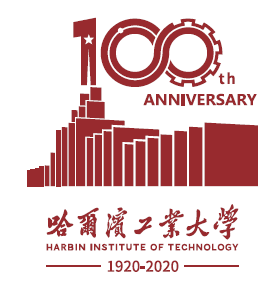 100th
ANNIVERSARY
哈爾濱工業大學
HARBIN INSTITUTE OF TECHNOLOGY
1920-2020